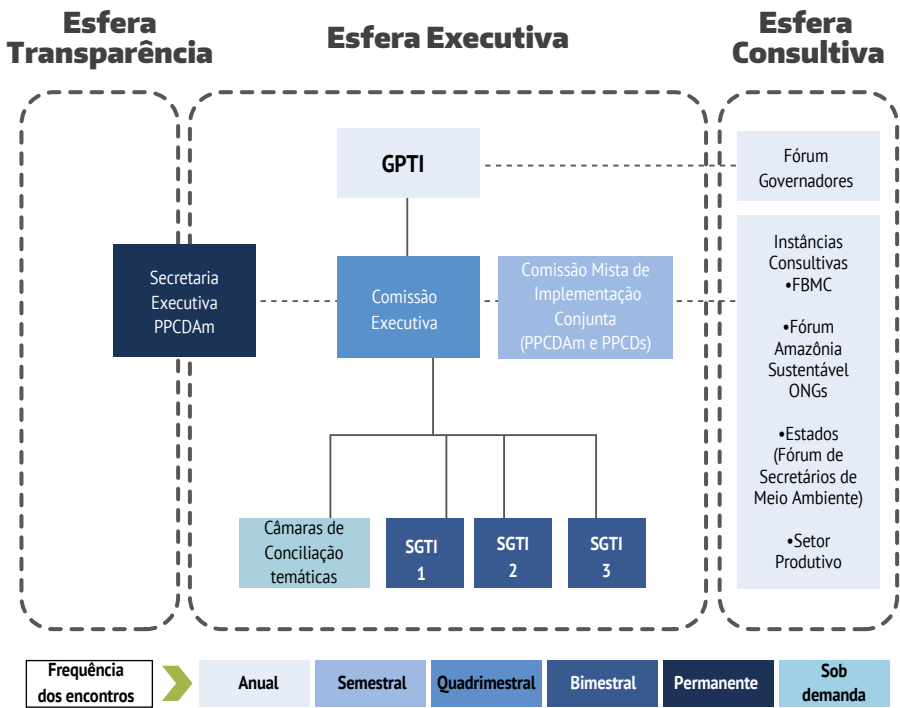 Esfera
Transparência
Esfera Executiva
Esfera
Consultiva
GPTI
Fórum
Governadores
Secretaria
Executiva
PPCDAm
Comissão
Executiva
Comissão Mista de
Implementação
Conjunta
(PPCDAm e PPCDs)
Instâncias
Consultivas
•FBMC
•Fórum
Amazônia
Sustentável
ONGs
•Estados
(Fórum de
Secretários de
Meio Ambiente)
•Setor
Produtivo
Câmaras de
Conciliação
temáticas
SGTI
1
SGTI
2
SGTI
3
Frequência
dos encontros
Anual
Semestral
Quadrimestral
Bimestral
Permanente
Sob
demanda